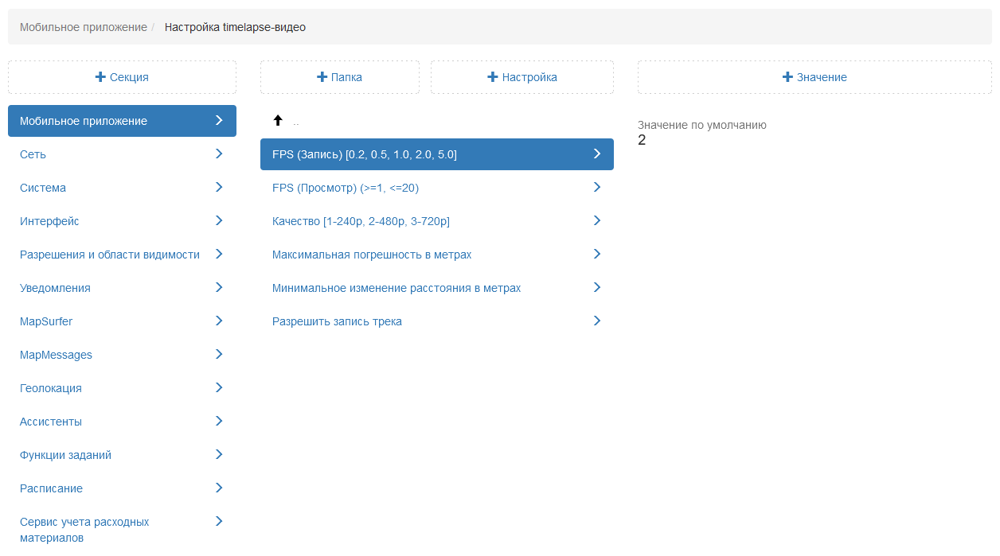 Мобильное приложение / Настройка timelapse-видео
Секция
Папка
Настройка
Значение
Мобильное приложение
Сеть
Система
Интерфейс
Разрешения и области видимости
Уведомления
MapSurfer
MapMessages
Геолокация
Ассистенты
Функции заданий
Расписание
Сервис учета расходных
материалов
..
FPS (Запись) [0.2, 0.5, 1.0, 2.0, 5.0]
FPS (Просмотр) (>=1, <=20)
Качество [1-240p, 2-480p, 3-720p]
Максимальная погрешность в метрах
Минимальное изменение расстояния в метрах
Разрешить запись трека
Значение по умолчанию
2